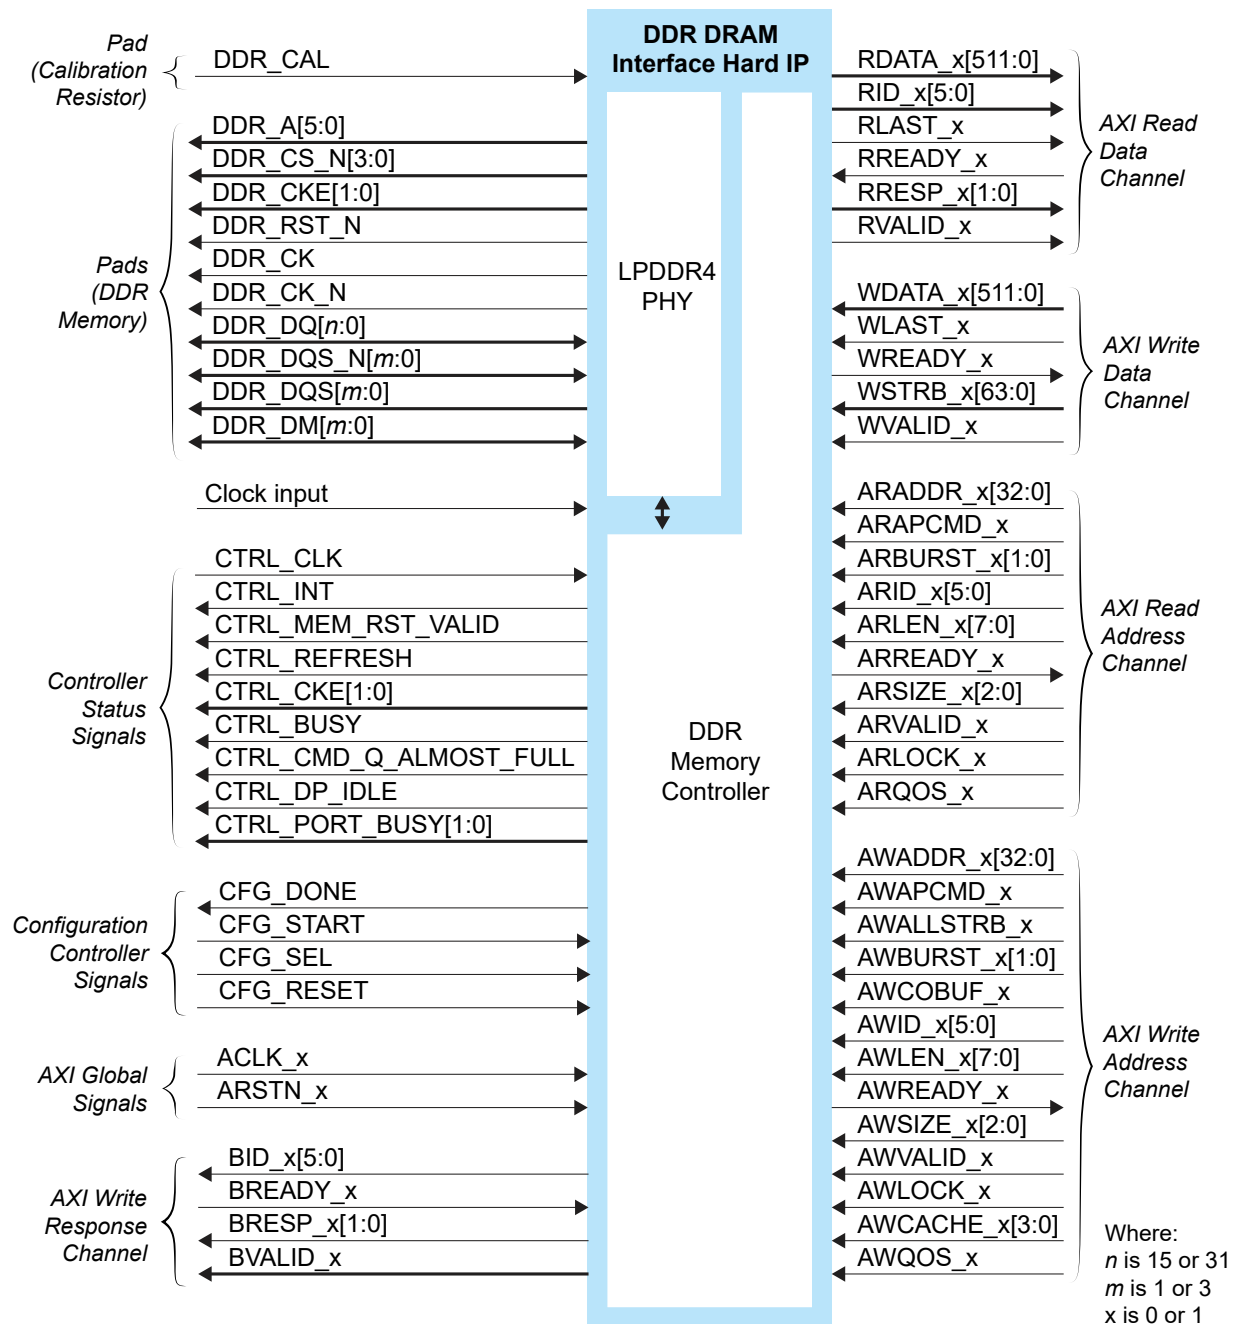 DDR DRAM
Interface Hard IP
Pad
(Calibration
Resistor)
DDR_CAL
Pads
(DDR
Memory)
DDR_A[5:0]
DDR_CS_N[3:0]
DDR_CKE[1:0]
DDR_RST_N
DDR_CK
DDR_CK_N
DDR_DQ[n:0]
DDR_DQS_N[m:0]
DDR_DQS[m:0]
DDR_DM[m:0]
Clock input
Controller
Status
Signals
CTRL_CLK
CTRL_INT
CTRL_MEM_RST_VALID
CTRL_REFRESH
CTRL_CKE[1:0]
CTRL_BUSY
CTRL_CMD_Q_ALMOST_FULL
CTRL_DP_IDLE
CTRL_PORT_BUSY[1:0]
Configuration
Controller
Signals
CFG_DONE
CFG_START
CFG_SEL
CFG_RESET
AXI Global
Signals
ACLK_x
ARSTN_x
AXI Write
Response
Channel
BID_x[5:0]
BREADY_x
BRESP_x[1:0]
BVALID_x
LPDDR4
PHY
DDR
Memory
Controller
RDATA_x[511:0]
RID_x[5:0]
RLAST_x
RREADY_x
RRESP_x[1:0]
RVALID_x
AXI Read
Data
Channel
WDATA_x[511:0]
WLAST_x
WREADY_x
WSTRB_x[63:0]
WVALID_x
AXI Write
Data
Channel
ARADDR_x[32:0]
ARAPCMD_x
ARBURST_x[1:0]
ARID_x[5:0]
ARLEN_x[7:0]
ARREADY_x
ARSIZE_x[2:0]
ARVALID_x
ARLOCK_x
ARQOS_x
AXI Read
Address
Channel
AWADDR_x[32:0]
AWAPCMD_x
AWALLSTRB_x
AWBURST_x[1:0]
AWCOBUF_x
AWID_x[5:0]
AWLEN_x[7:0]
AWREADY_x
AWSIZE_x[2:0]
AWVALID_x
AWLOCK_x
AWCACHE_x[3:0]
AWQOS_x
AXI Write
Address
Channel
Where:
n is 15 or 31
m is 1 or 3
x is 0 or 1